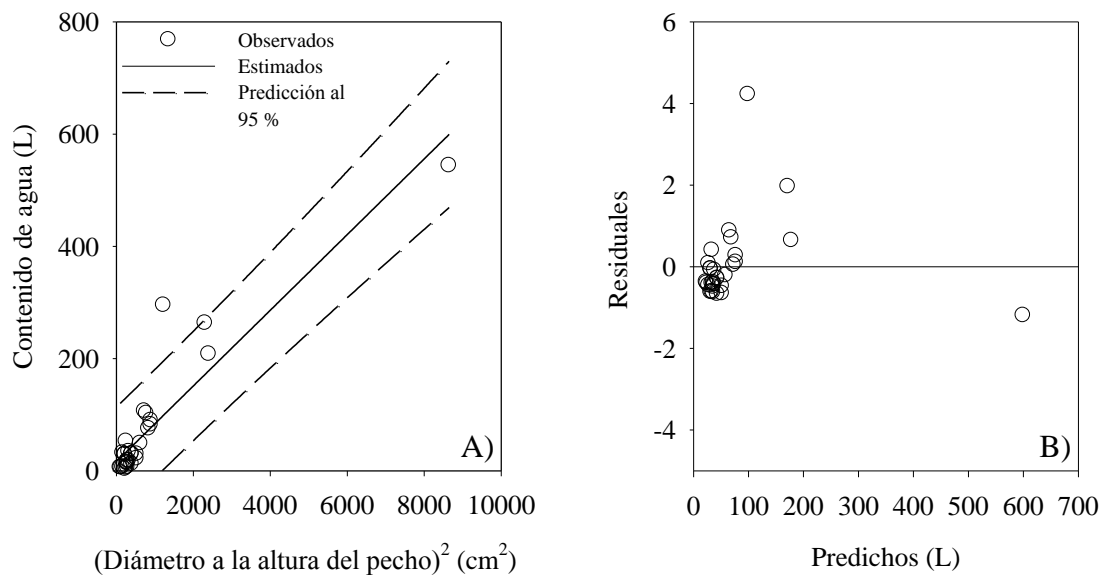 800
600
400
200
0
Contenido de agua (L)
Observados
Estimados
Predicción al
95 %
A)
0 2000 4000 6000 8000 10000
(Diámetro a la altura del pecho)² (cm²)
6
4
2
0
-2
-4
Residuales
B)
0 100 200 300 400 500 600 700
Predichos (L)